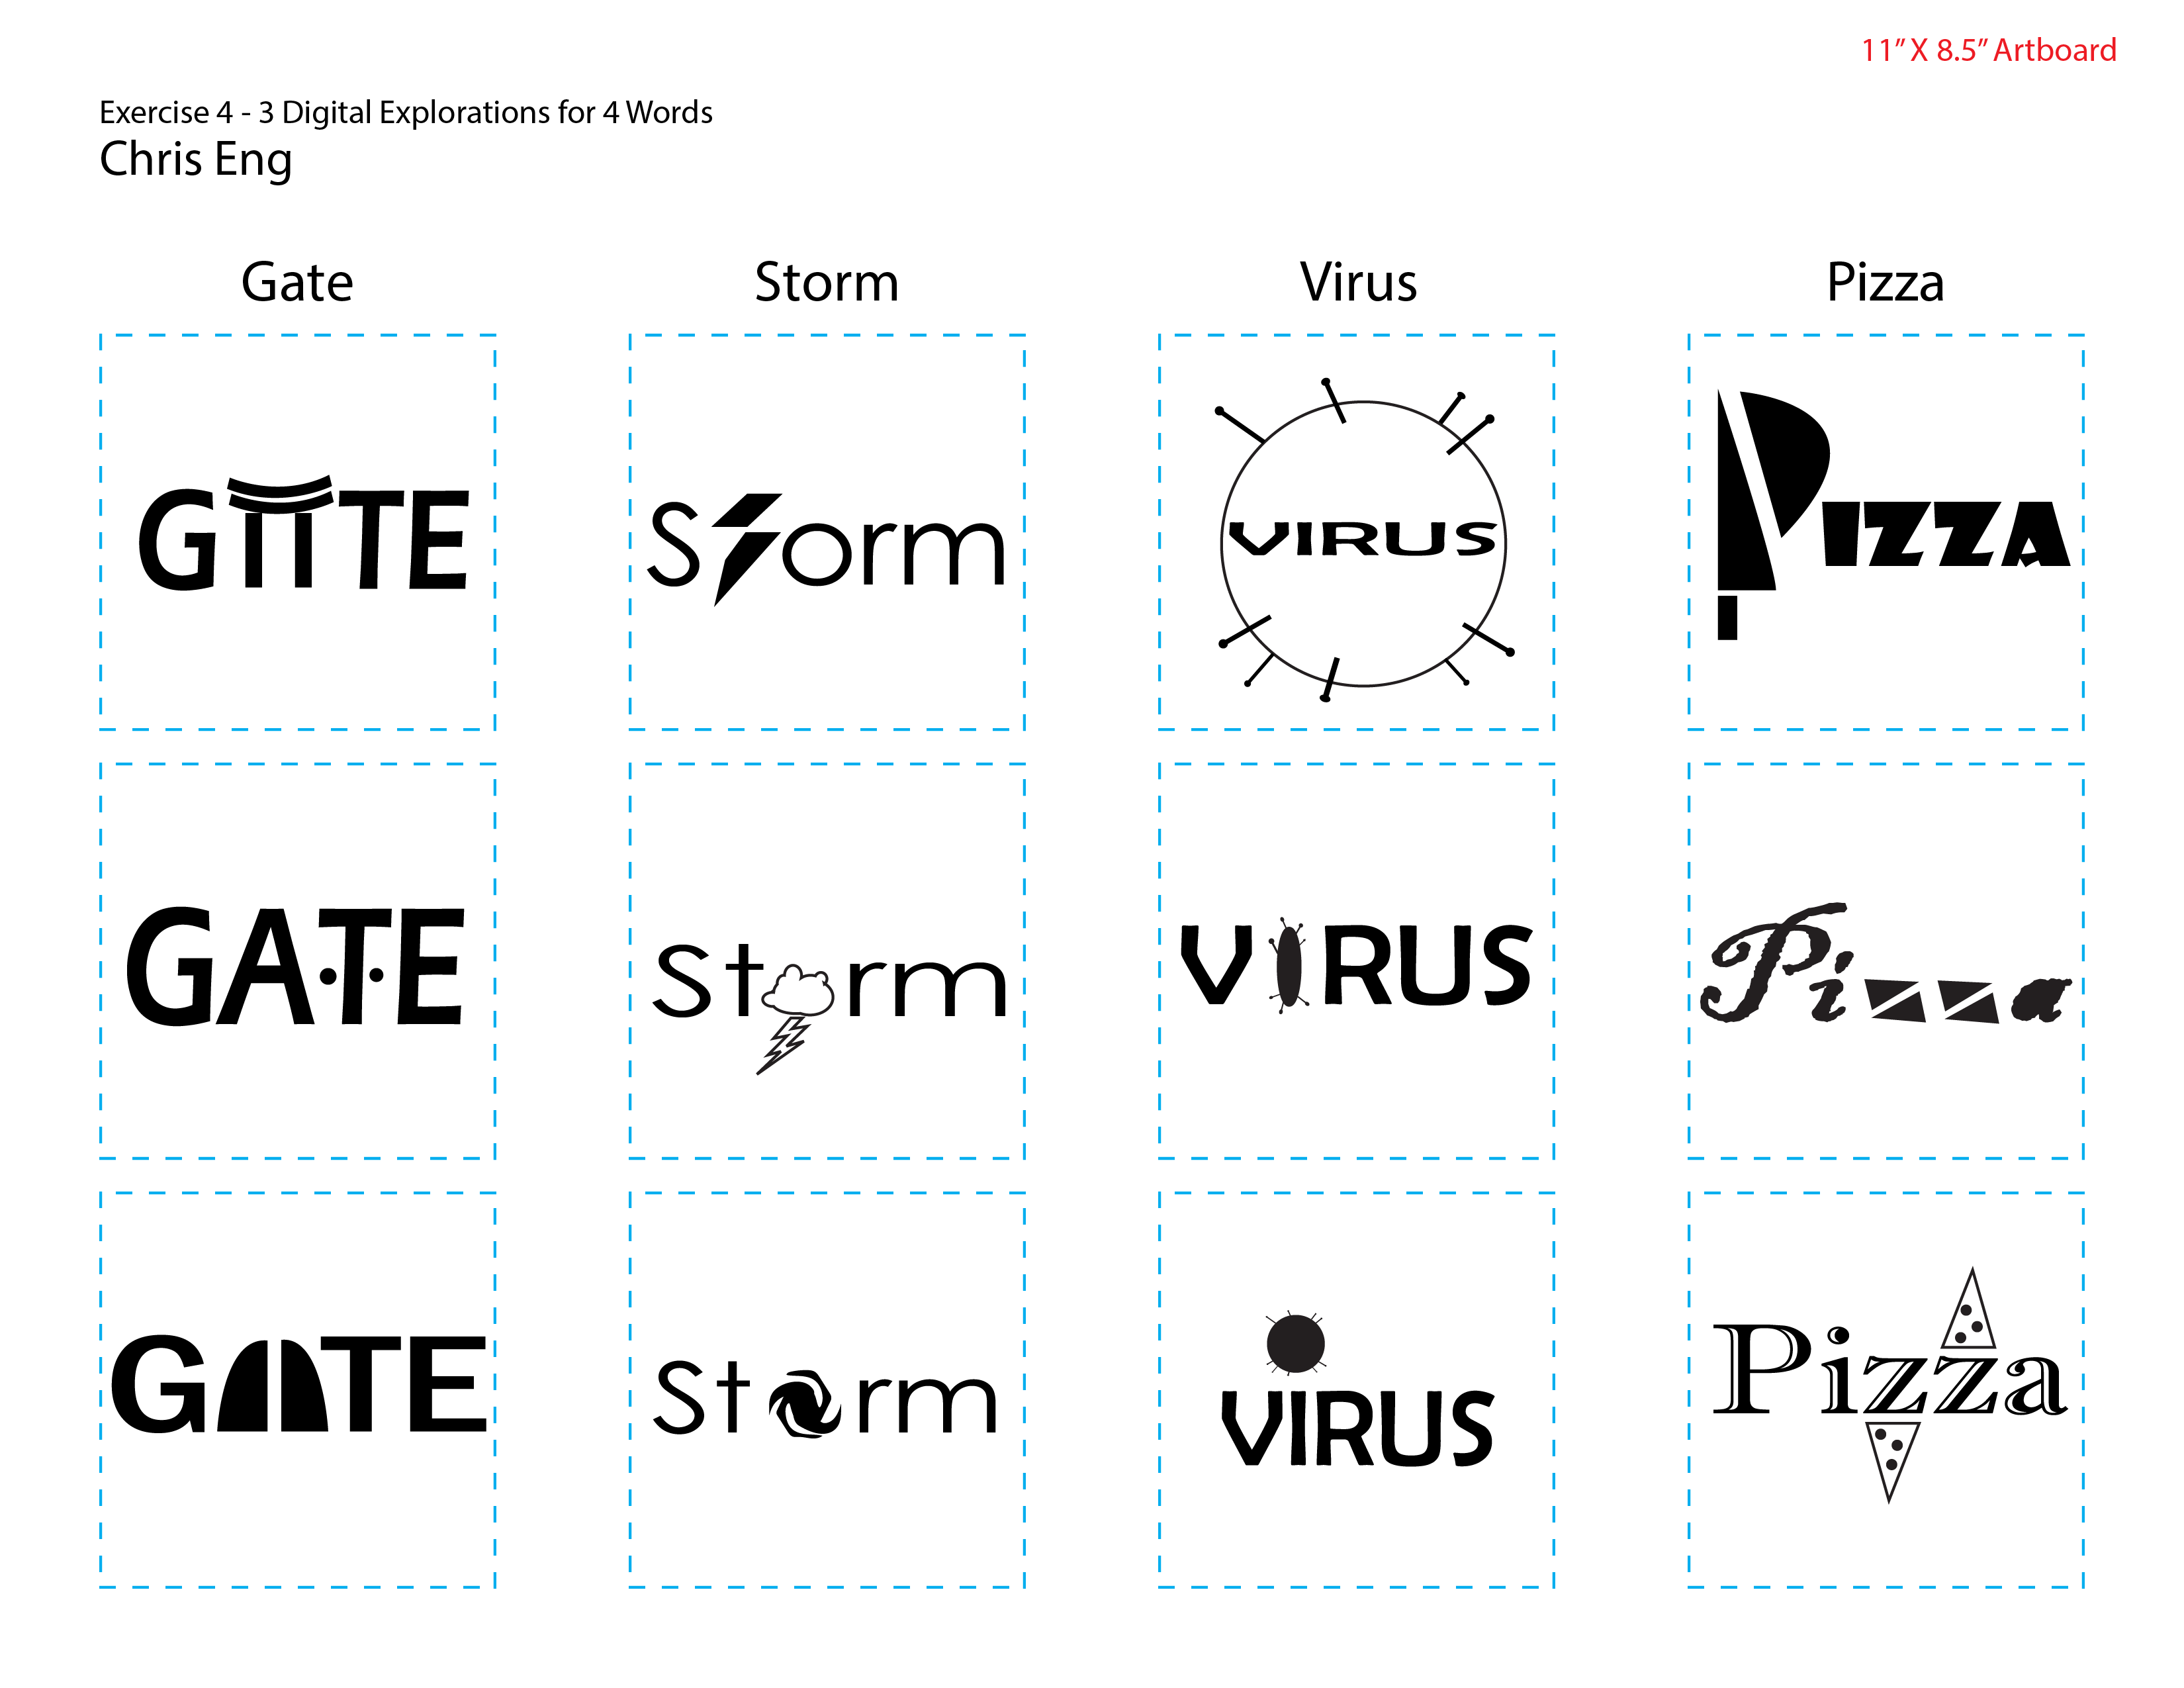 11” X 8.5” Artboard
Exercise 4 - 3 Digital Explorations for 4 Words
Chris Eng
Gate Storm Virus Pizza
GATE Storm VIRUS PIZZA
GATE Storm VIRUS Pizza
GATE Storm VIRUS Pizza